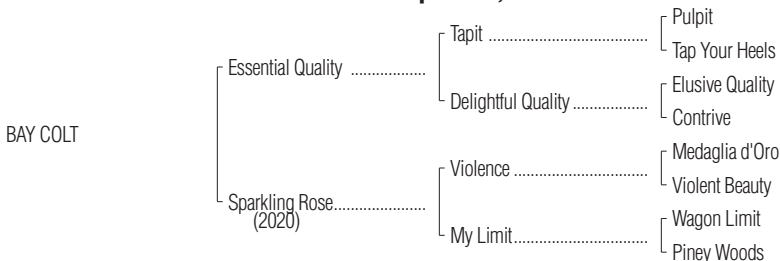 Pulpit
Tapit ......................................
Tap Your Heels
Essential Quality ..................
Elusive Quality
Delightful Quality ..................
Contrive
BAY COLT
Medaglia d'Oro
Violence ................................
Violent Beauty
Sparkling Rose......................
(2020)
Wagon Limit
My Limit................................
Piney Woods